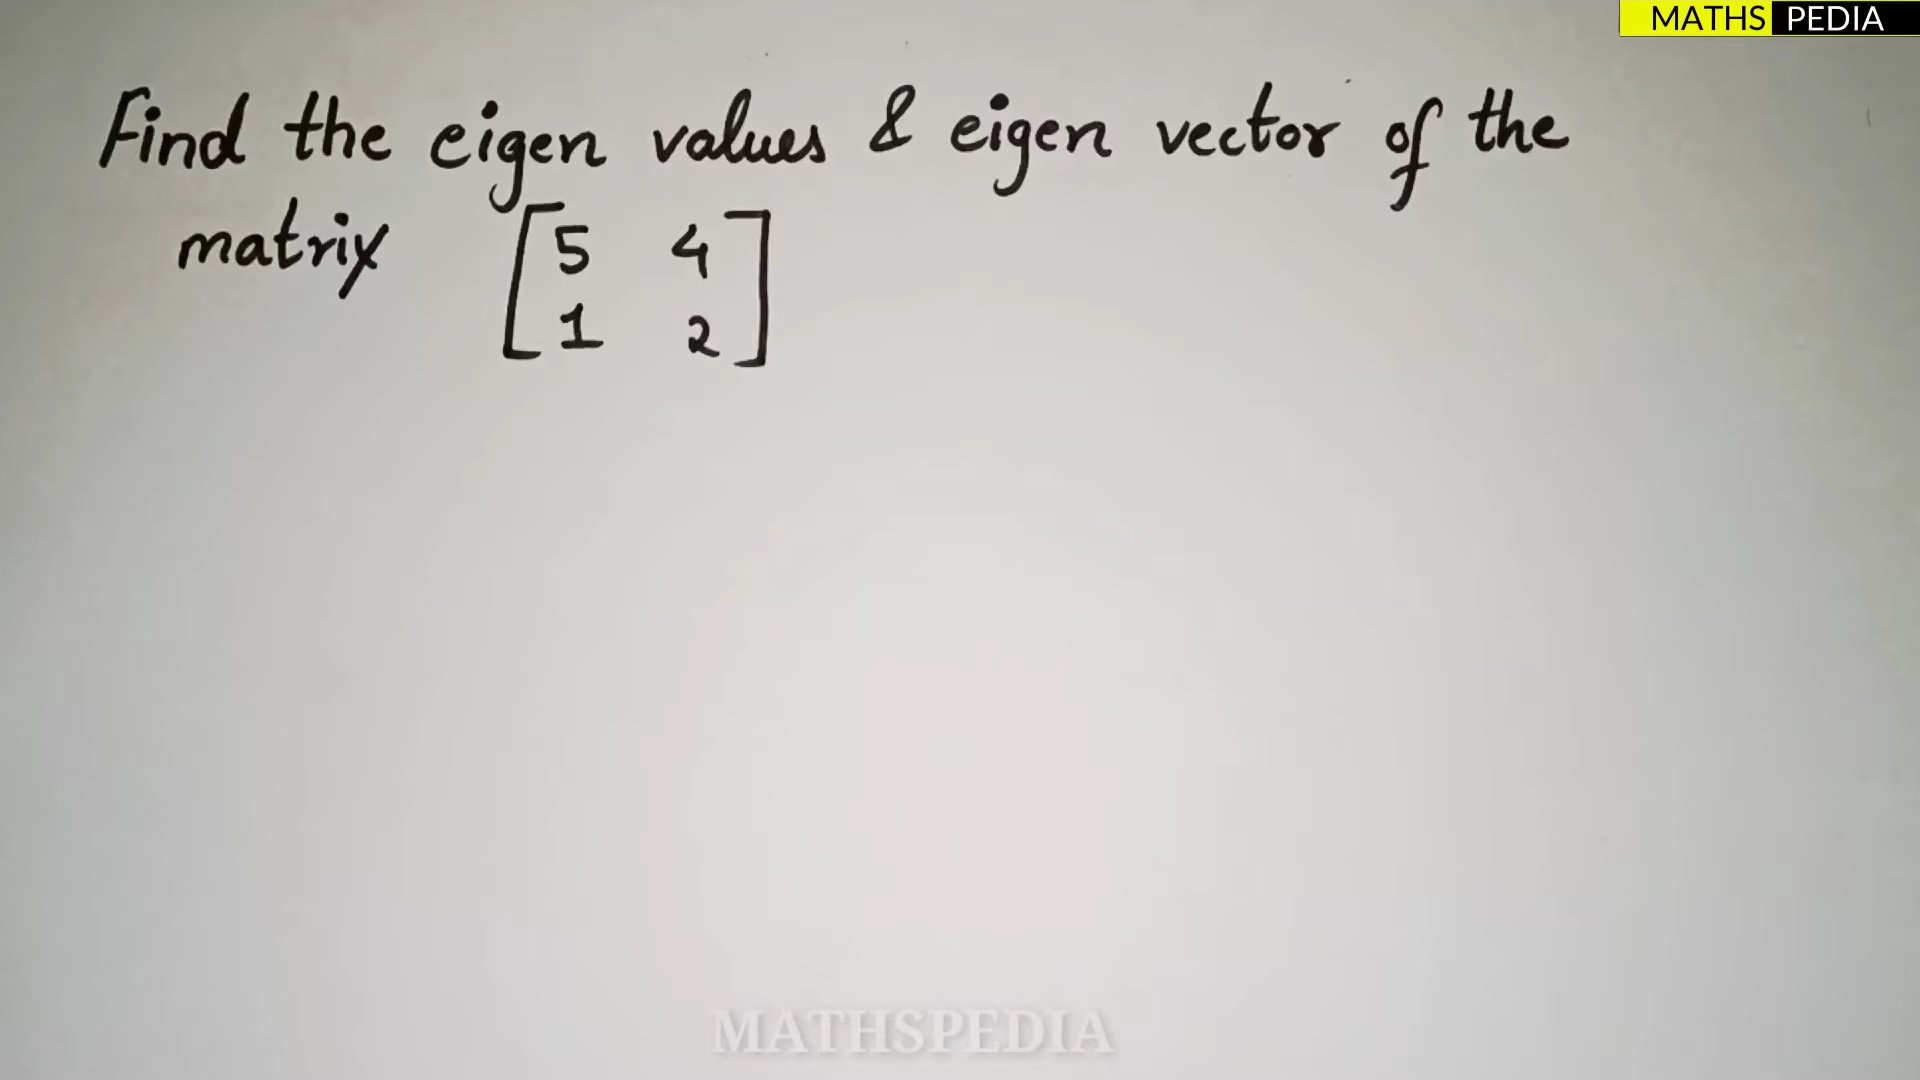 MATHS PEDIA
Find the eigen values & eigen vector of the
matrix [5 4
1 2]
MATHSPEDIA